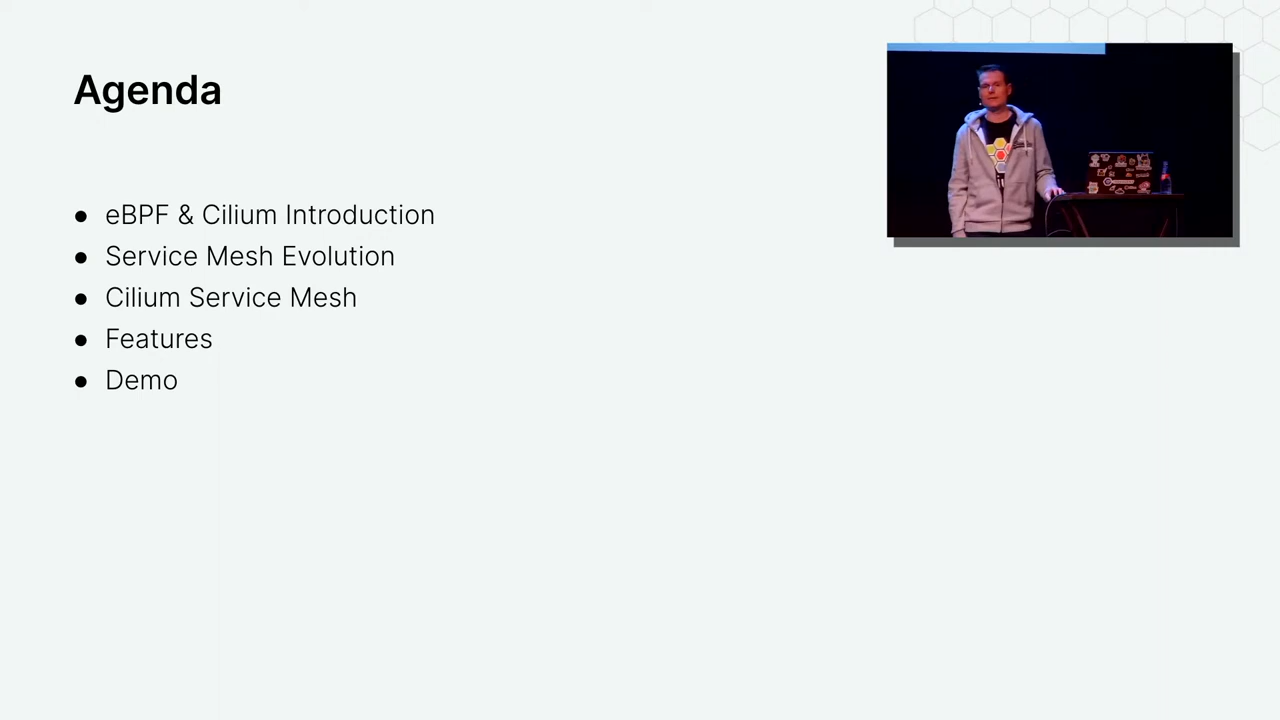 Agenda
● eBPF & Cilium Introduction
● Service Mesh Evolution
● Cilium Service Mesh
● Features
● Demo